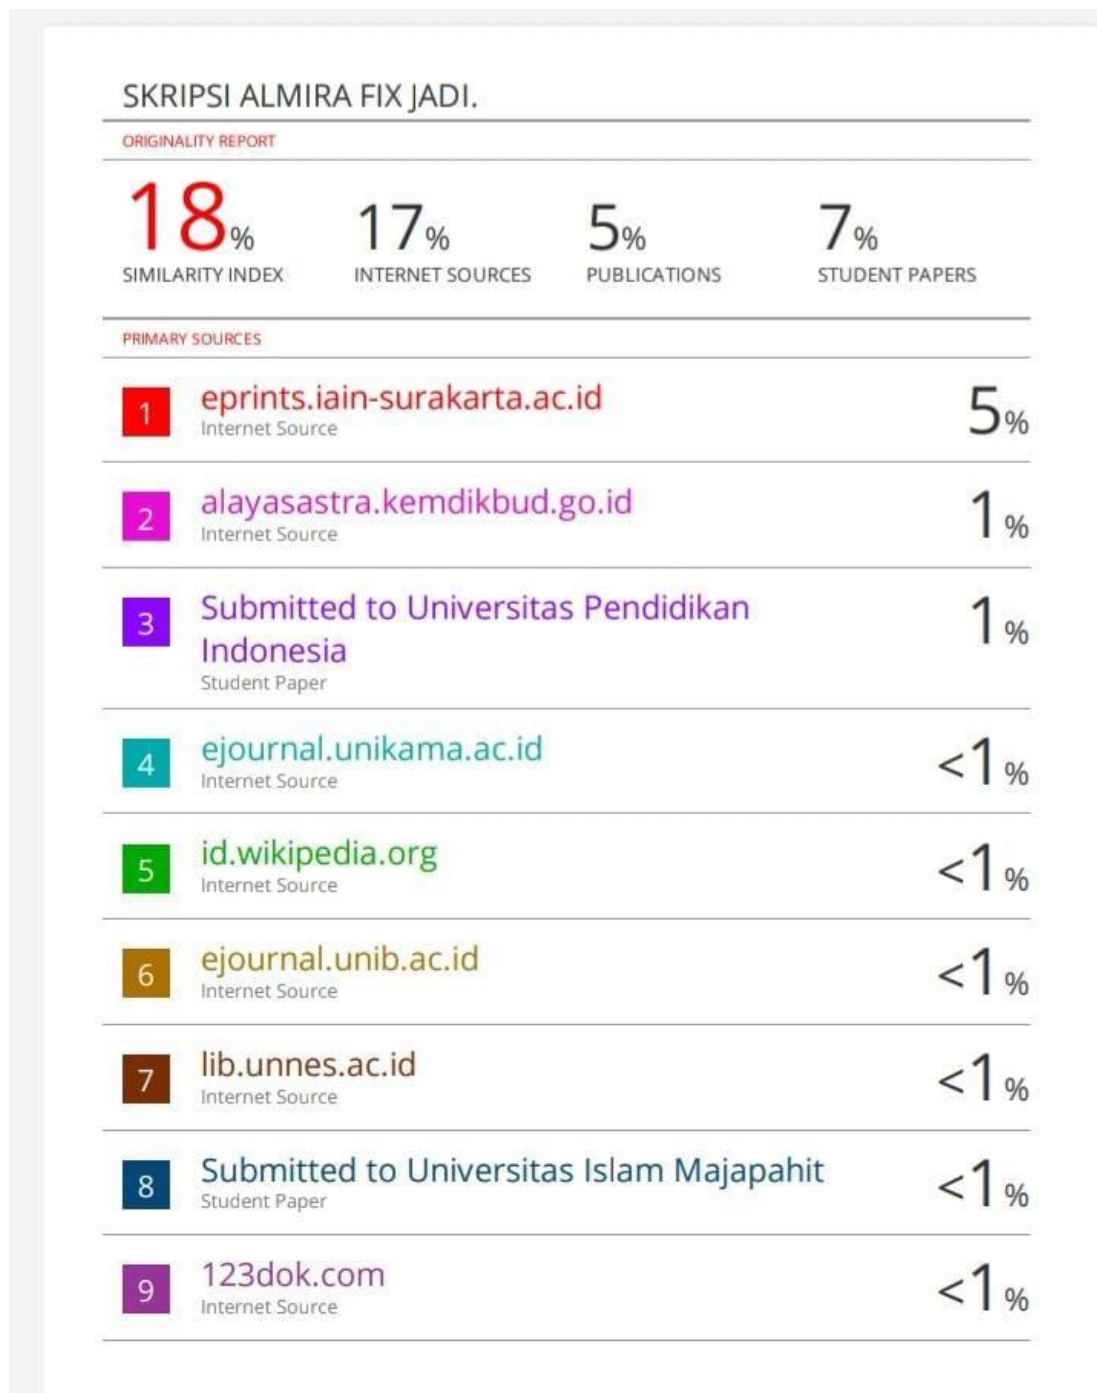 SKRIPSI ALMIRA FIX JADI.
ORIGINALITY REPORT
18% 17% 5% 7%
SIMILARITY INDEX INTERNET SOURCES PUBLICATIONS STUDENT PAPERS
PRIMARY SOURCES
1 eprints.iain-surakarta.ac.id 5%
Internet Source
2 alayasastra.kemdikbud.go.id 1%
Internet Source
3 Submitted to Universitas Pendidikan 1%
Indonesia
Student Paper
4 ejournal.unikama.ac.id <1%
Internet Source
5 id.wikipedia.org <1%
Internet Source
6 ejournal.unib.ac.id <1%
Internet Source
7 lib.unnes.ac.id <1%
Internet Source
8 Submitted to Universitas Islam Majapahit <1%
Student Paper
9 123dok.com <1%
Internet Source